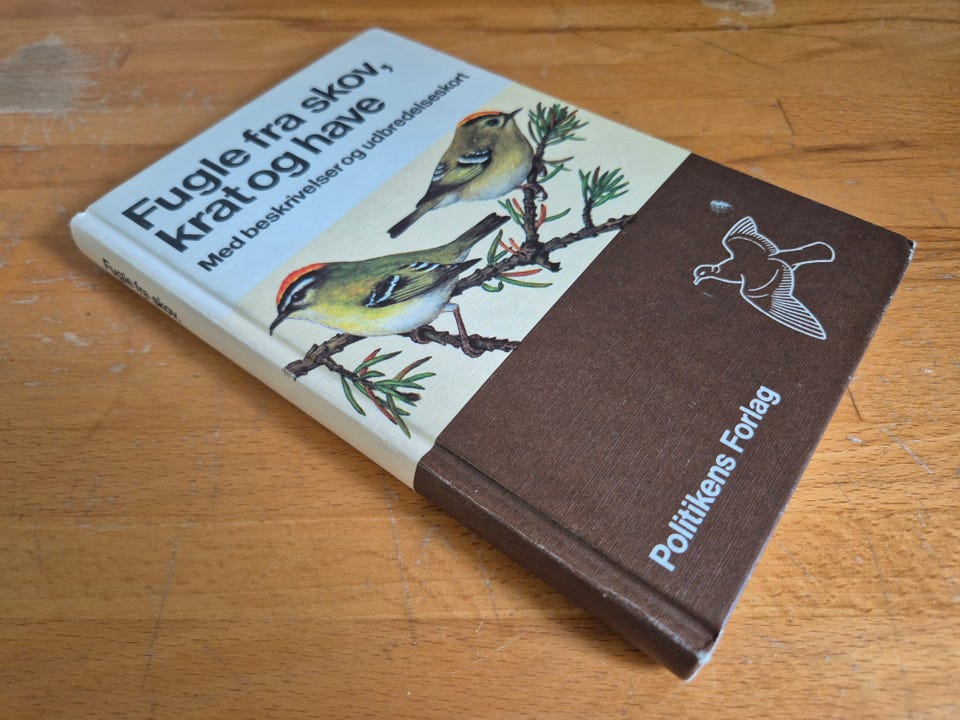 Fugle fra skov,
krat og have
Med beskrivelser og udbredelseskort
Politikens Forlag
Fugle fra skov,